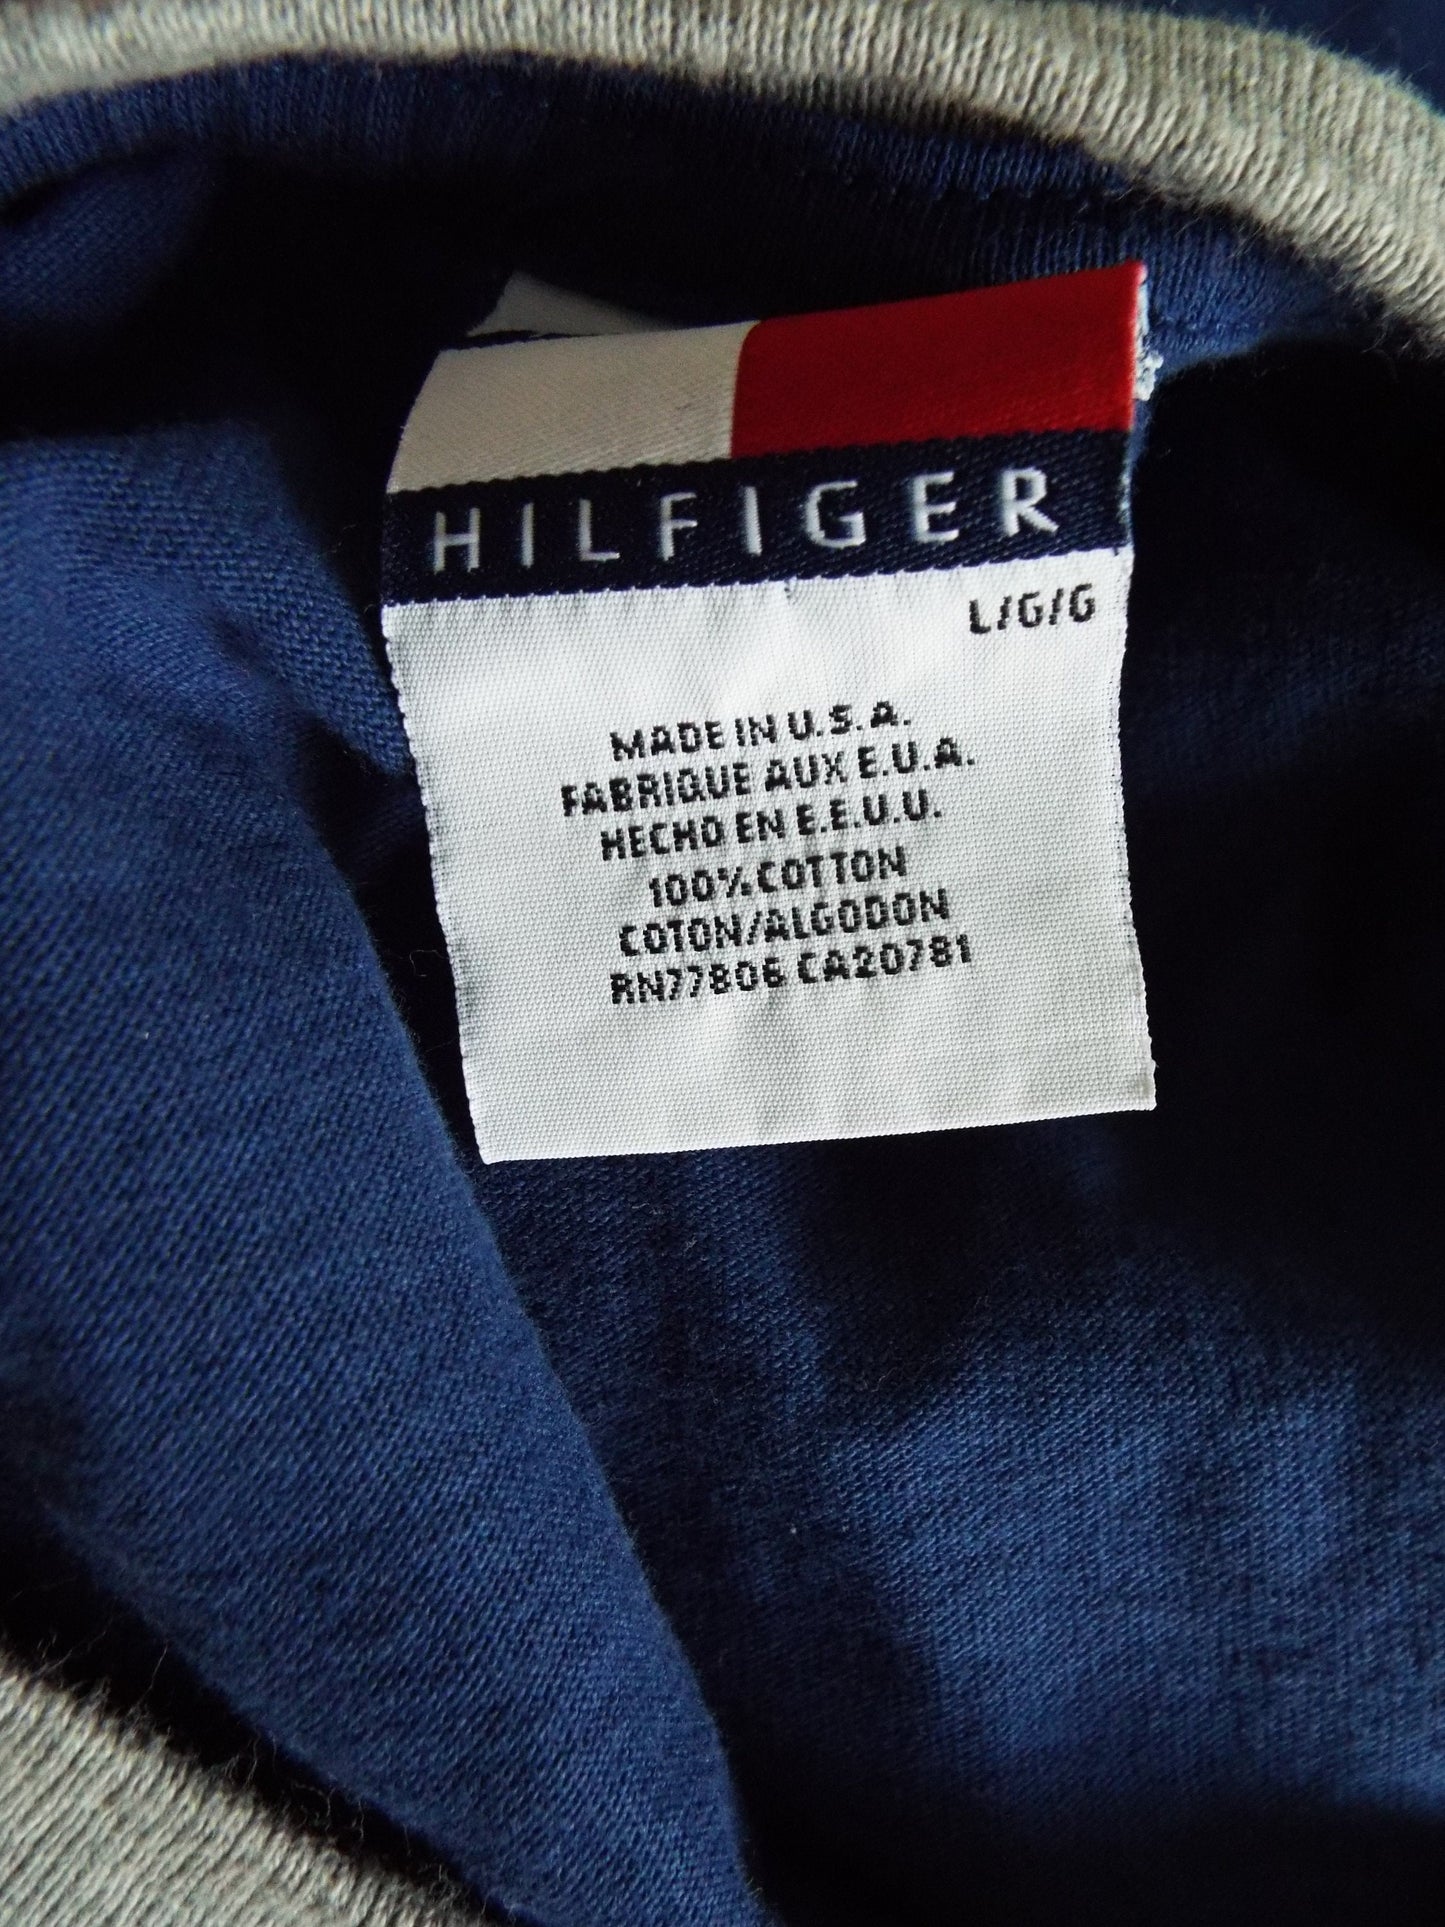 HILFIGER
L/G/G
MADE IN U.S.A.
FABRIQUE AUX E.U.A.
HECHO EN E.E.U.U.
100% COTTON
COTON/ALGODON
RN77806 CA20781